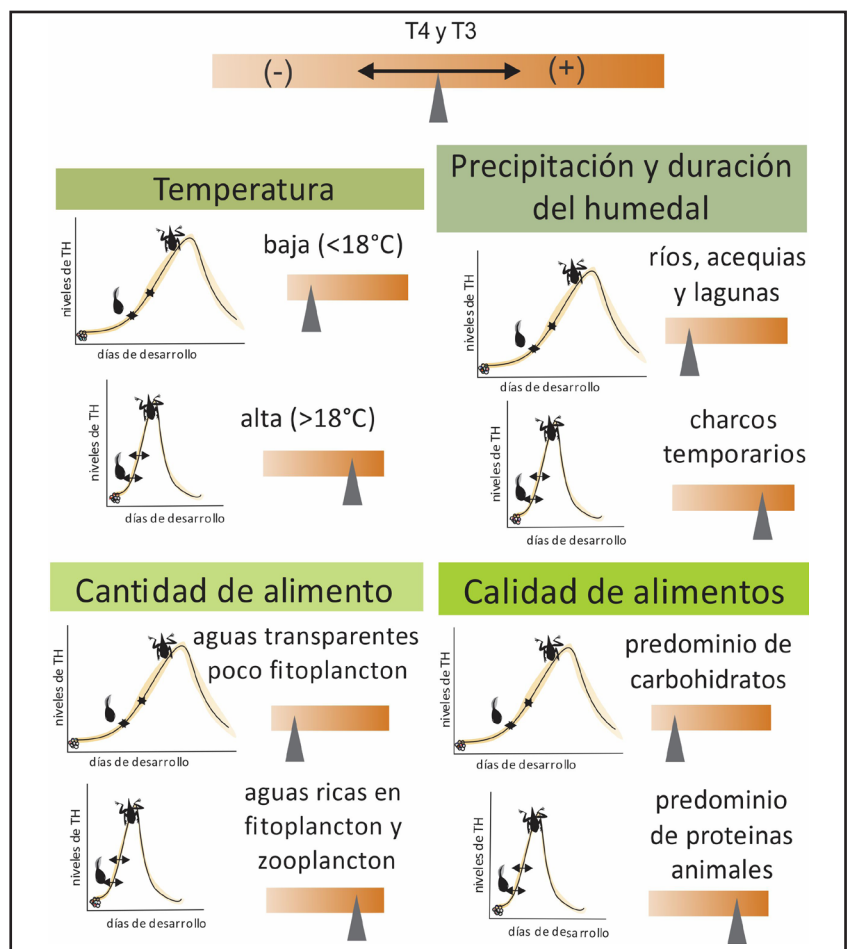 T4 y T3
(-)
(+)
Temperatura
niveles de TH
días de desarrollo
baja (<18°C)
niveles de TH
días de desarrollo
alta (>18°C)
Precipitación y duración
del humedal
niveles de TH
días de desarrollo
ríos, acequias
y lagunas
niveles de TH
días de desarrollo
charcos
temporarios
Cantidad de alimento
niveles de TH
días de desarrollo
aguas transparentes
poco fitoplancton
niveles de TH
días de desarrollo
aguas ricas en
fitoplancton y
zooplancton
Calidad de alimentos
niveles de TH
días de desarrollo
predominio de
carbohidratos
niveles de TH
días de desarrollo
predominio
de proteinas
animales